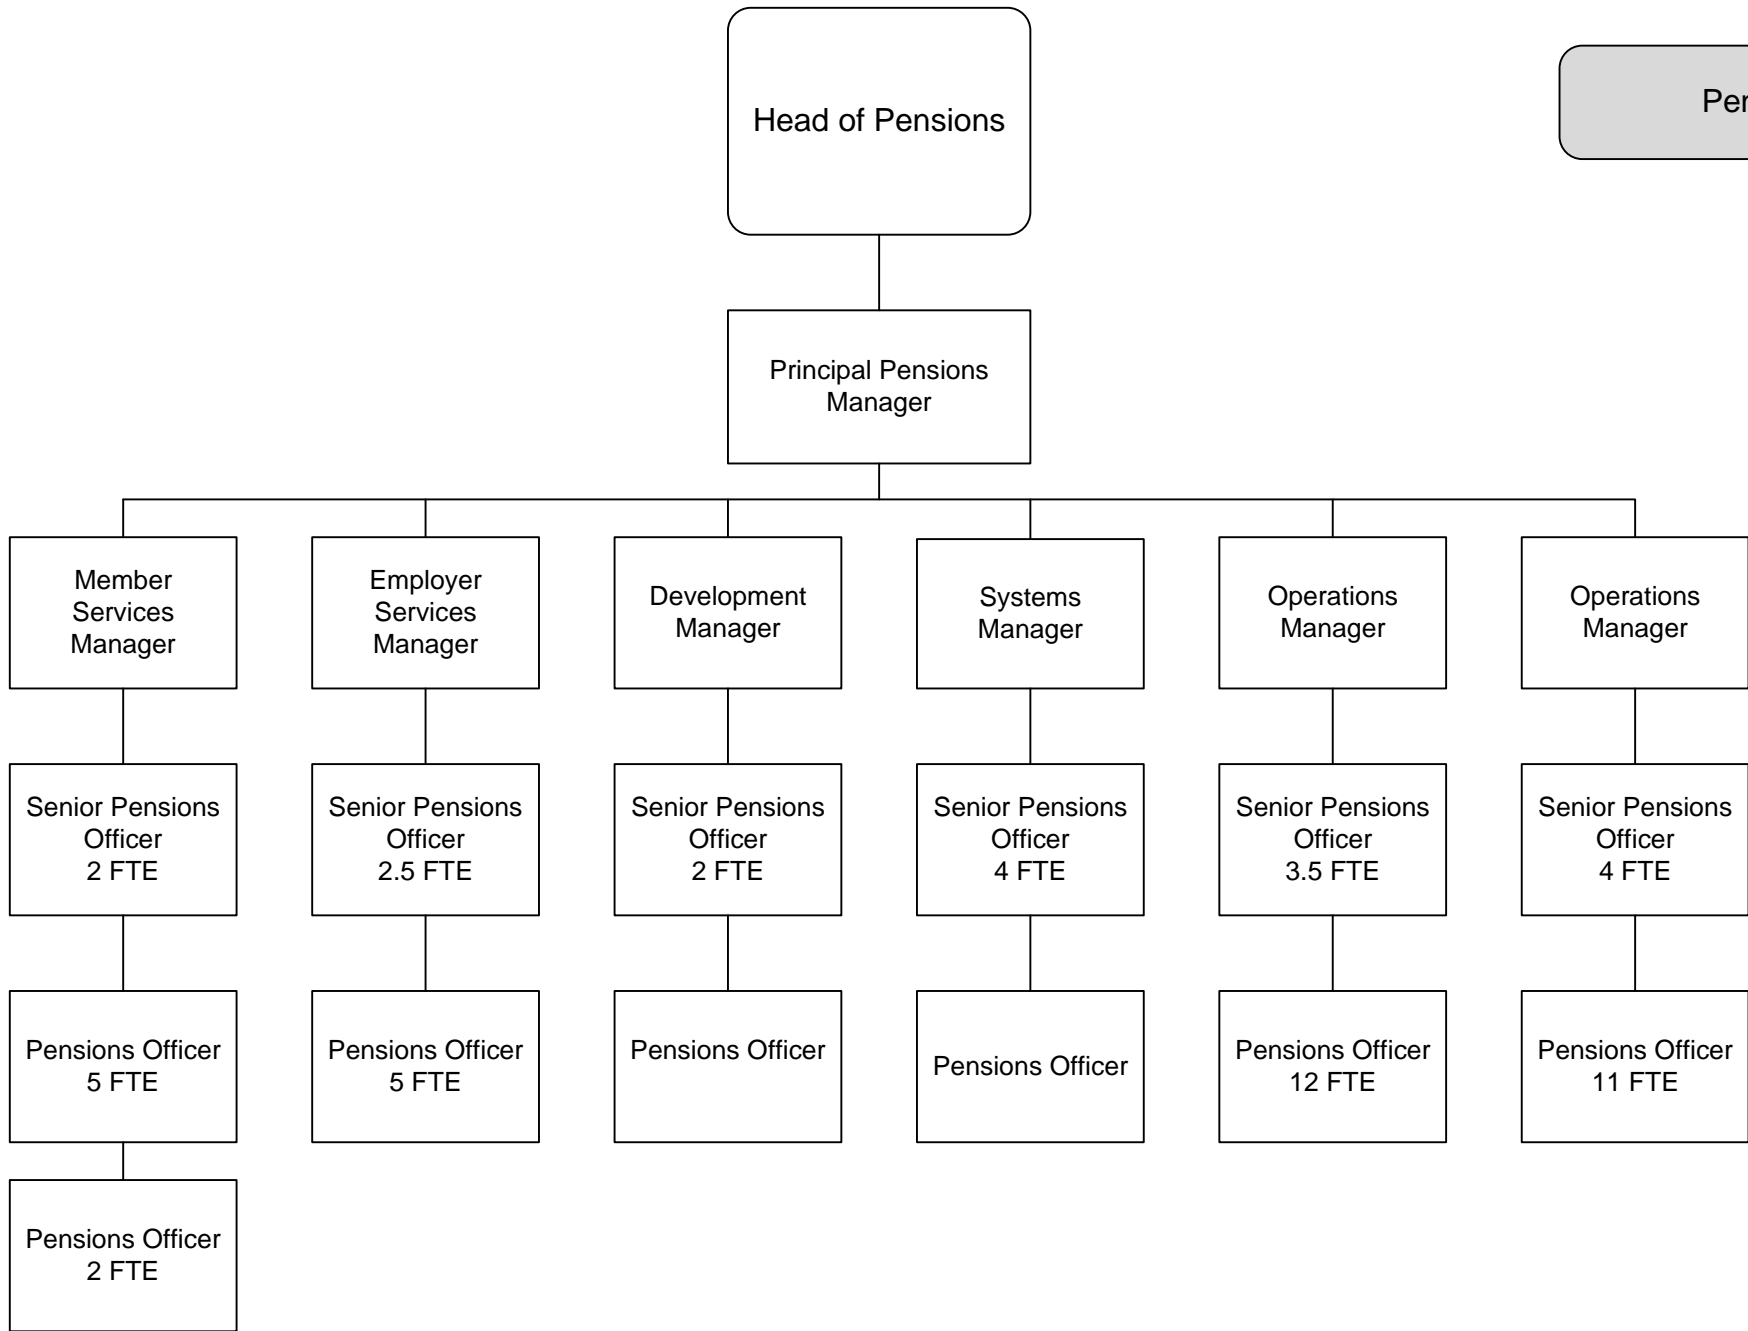 Head of Pensions
Principal Pensions
Manager
Member
Services
Manager
Employer
Services
Manager
Development
Manager
Systems
Manager
Operations
Manager
Operations
Manager
Senior Pensions
Officer
2 FTE
Senior Pensions
Officer
2.5 FTE
Senior Pensions
Officer
2 FTE
Senior Pensions
Officer
4 FTE
Senior Pensions
Officer
3.5 FTE
Senior Pensions
Officer
4 FTE
Pensions Officer
5 FTE
Pensions Officer
5 FTE
Pensions Officer
Pensions Officer
Pensions Officer
12 FTE
Pensions Officer
11 FTE
Pensions Officer
2 FTE